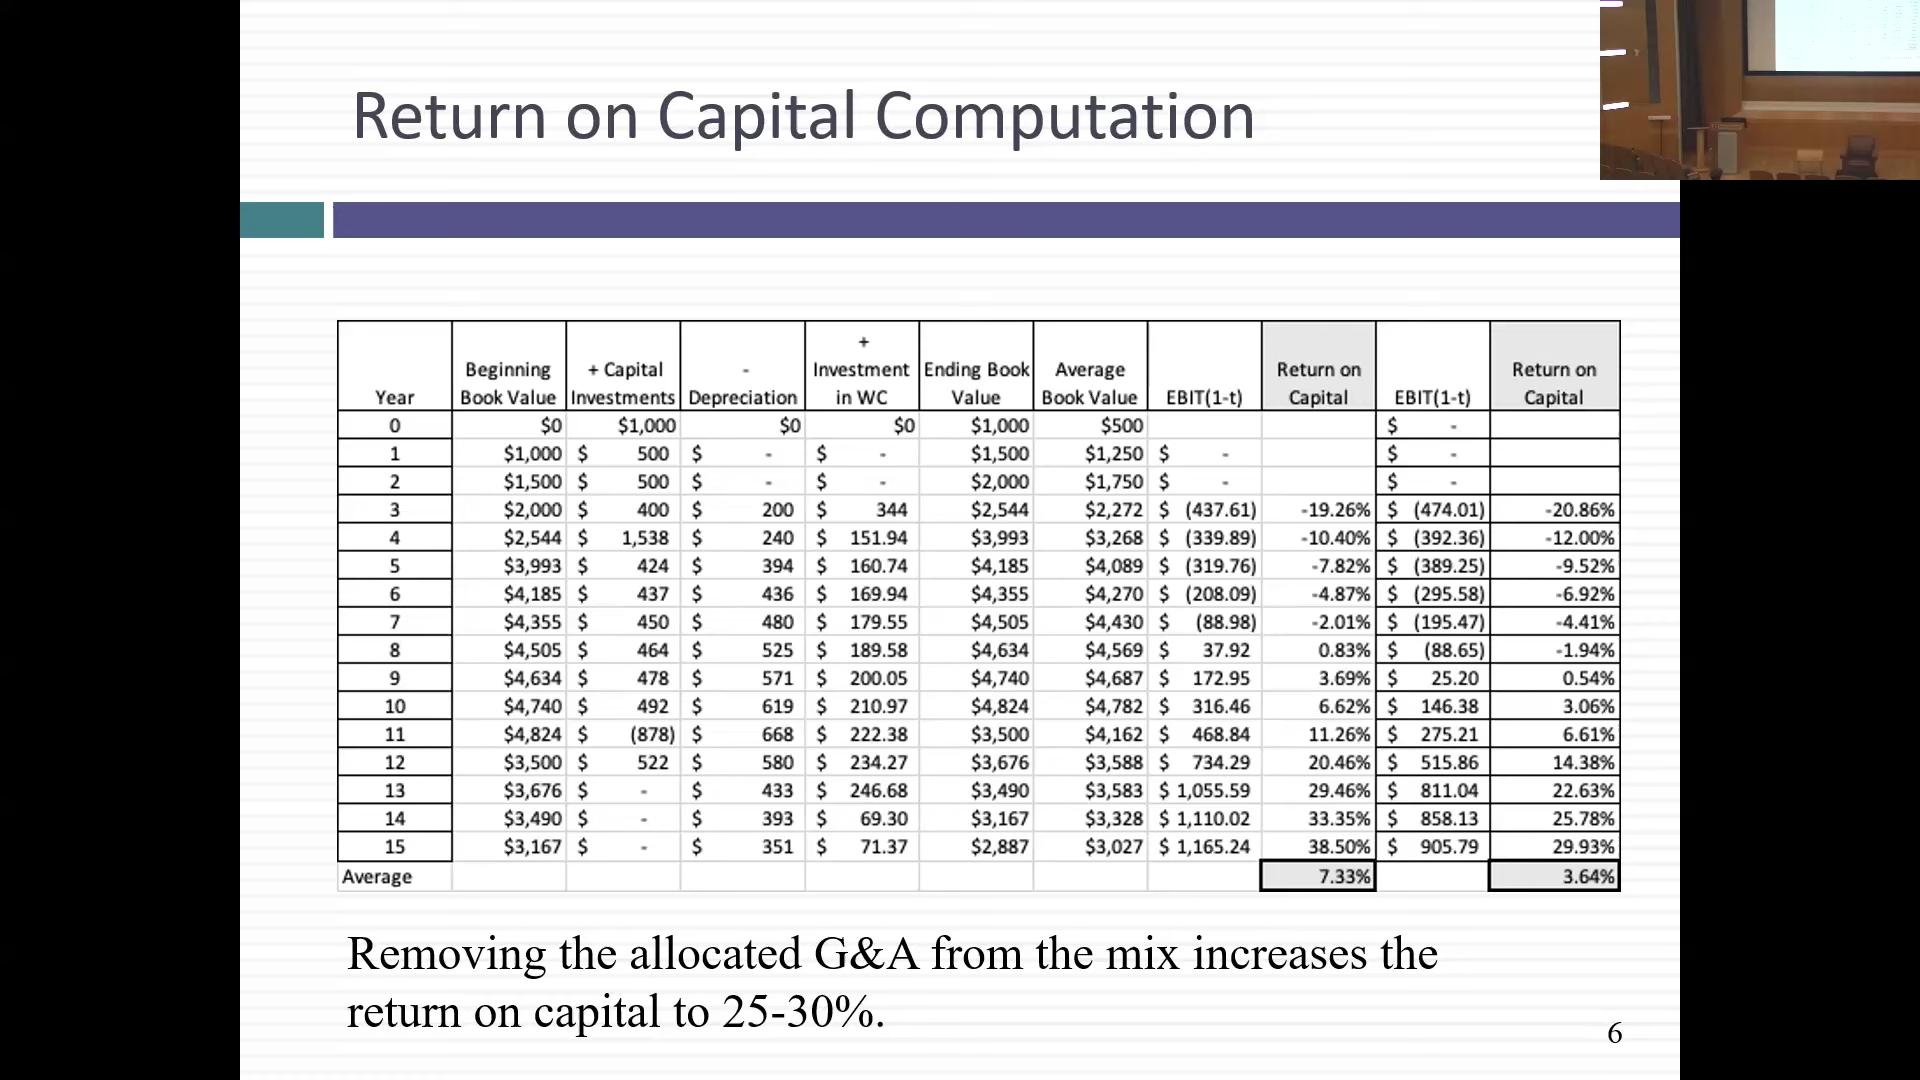 Return on Capital Computation
Year | Beginning Book Value | + Capital Investments | - Depreciation | + Investment in WC | Ending Book Value | Average Book Value | EBIT(1-t) | Return on Capital | EBIT(1-t) | Return on Capital
0 | $0 | $1,000 | $0 | $0 | $1,000 | $500 | | | $ - |
1 | $1,000 | $ 500 | $ - | $ - | $1,500 | $1,250 | $ - | | $ - |
2 | $1,500 | $ 500 | $ - | $ - | $2,000 | $1,750 | $ - | | $ - |
3 | $2,000 | $ 400 | $ 200 | $ 344 | $2,544 | $2,272 | $ (437.61) | -19.26% | $ (474.01) | -20.86%
4 | $2,544 | $ 1,538 | $ 240 | $ 151.94 | $3,993 | $3,268 | $ (339.89) | -10.40% | $ (392.36) | -12.00%
5 | $3,993 | $ 424 | $ 394 | $ 160.74 | $4,185 | $4,089 | $ (319.76) | -7.82% | $ (389.25) | -9.52%
6 | $4,185 | $ 437 | $ 436 | $ 169.94 | $4,355 | $4,270 | $ (208.09) | -4.87% | $ (295.58) | -6.92%
7 | $4,355 | $ 450 | $ 480 | $ 179.55 | $4,505 | $4,430 | $ (88.98) | -2.01% | $ (195.47) | -4.41%
8 | $4,505 | $ 464 | $ 525 | $ 189.58 | $4,634 | $4,569 | $ 37.92 | 0.83% | $ (88.65) | -1.94%
9 | $4,634 | $ 478 | $ 571 | $ 200.05 | $4,740 | $4,687 | $ 172.95 | 3.69% | $ 25.20 | 0.54%
10 | $4,740 | $ 492 | $ 619 | $ 210.97 | $4,824 | $4,782 | $ 316.46 | 6.62% | $ 146.38 | 3.06%
11 | $4,824 | $ (878) | $ 668 | $ 222.38 | $3,500 | $4,162 | $ 468.84 | 11.26% | $ 275.21 | 6.61%
12 | $3,500 | $ 522 | $ 580 | $ 234.27 | $3,676 | $3,588 | $ 734.29 | 20.46% | $ 515.86 | 14.38%
13 | $3,676 | $ - | $ 433 | $ 246.68 | $3,490 | $3,583 | $ 1,055.59 | 29.46% | $ 811.04 | 22.63%
14 | $3,490 | $ - | $ 393 | $ 69.30 | $3,167 | $3,328 | $ 1,110.02 | 33.35% | $ 858.13 | 25.78%
15 | $3,167 | $ - | $ 351 | $ 71.37 | $2,887 | $3,027 | $ 1,165.24 | 38.50% | $ 905.79 | 29.93%
Average | | | | | | | | 7.33% | | 3.64%
Removing the allocated G&A from the mix increases the
return on capital to 25-30%.
6